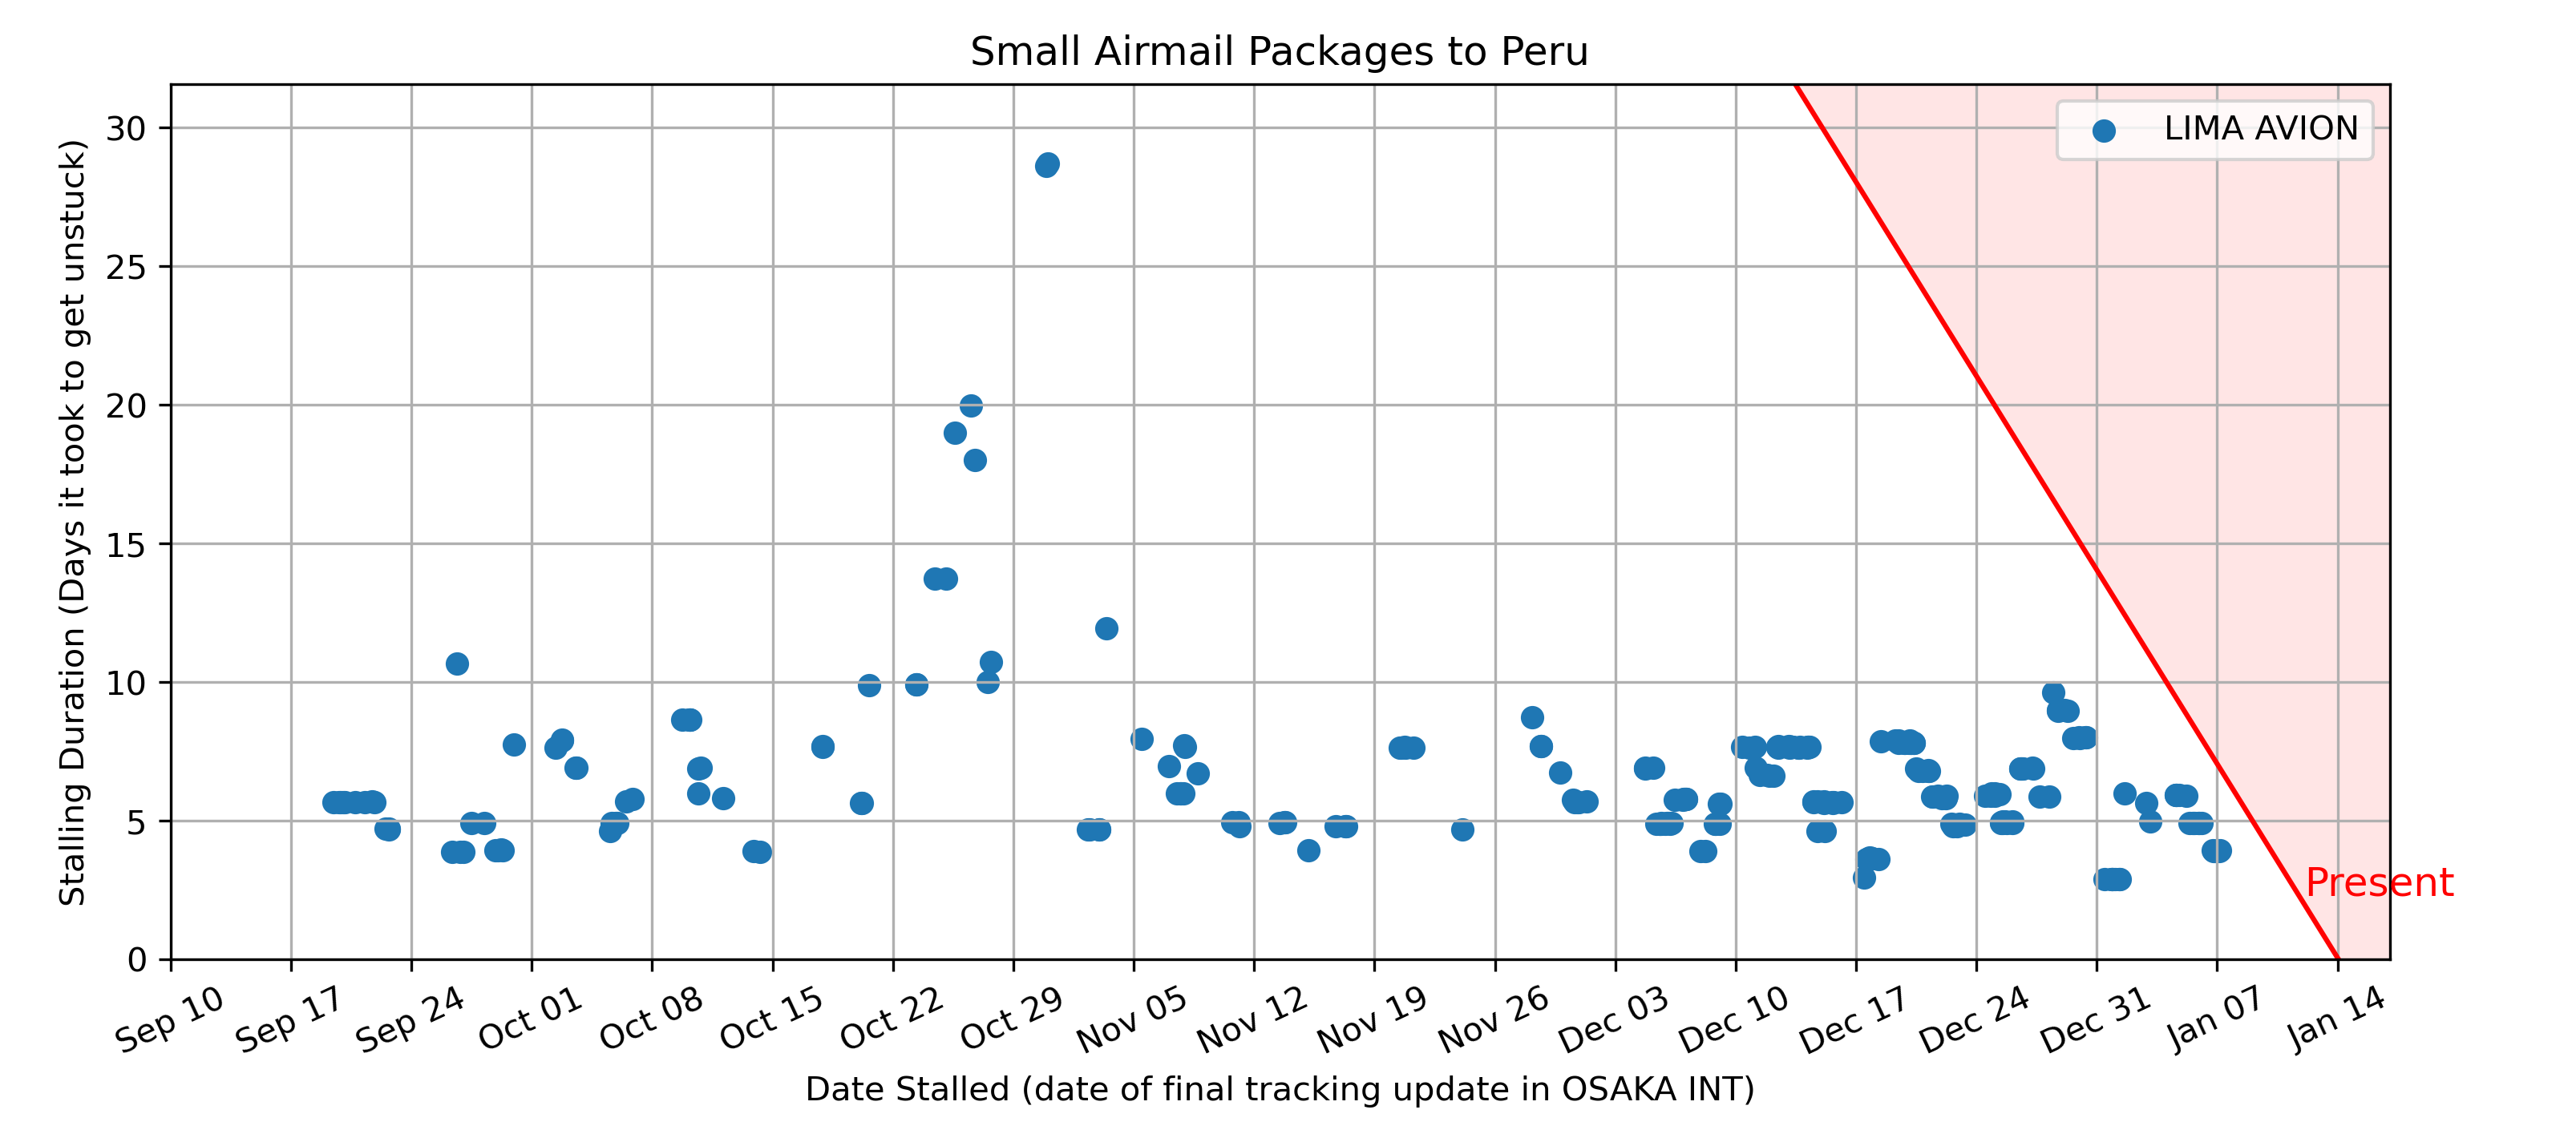 Small Airmail Packages to Peru
LIMA AVION
Present
Stalling Duration (Days it took to get unstuck)
30
25
20
15
10
5
0
Sep 10
Sep 17
Sep 24
Oct 01
Oct 08
Oct 15
Oct 22
Oct 29
Nov 05
Nov 12
Nov 19
Nov 26
Dec 03
Dec 10
Dec 17
Dec 24
Dec 31
Jan 07
Jan 14
Date Stalled (date of final tracking update in OSAKA INT)